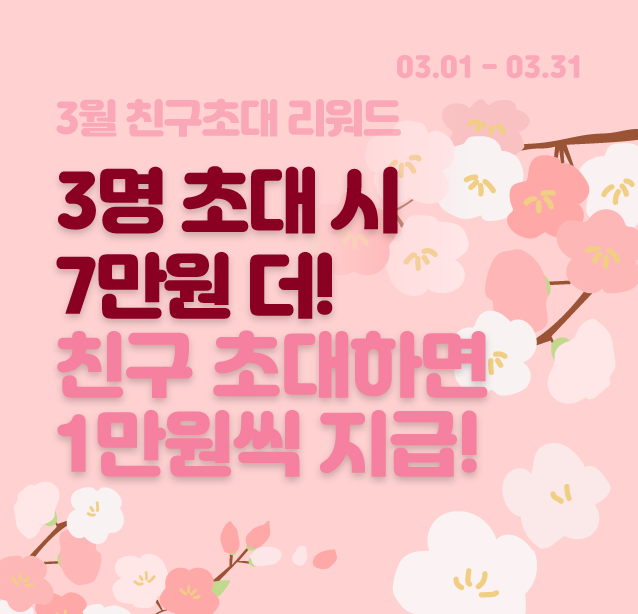 03.01 - 03.31
3월 친구초대 리워드
3명 초대 시
7만원 더!
친구 초대하면
1만원씩 지급!